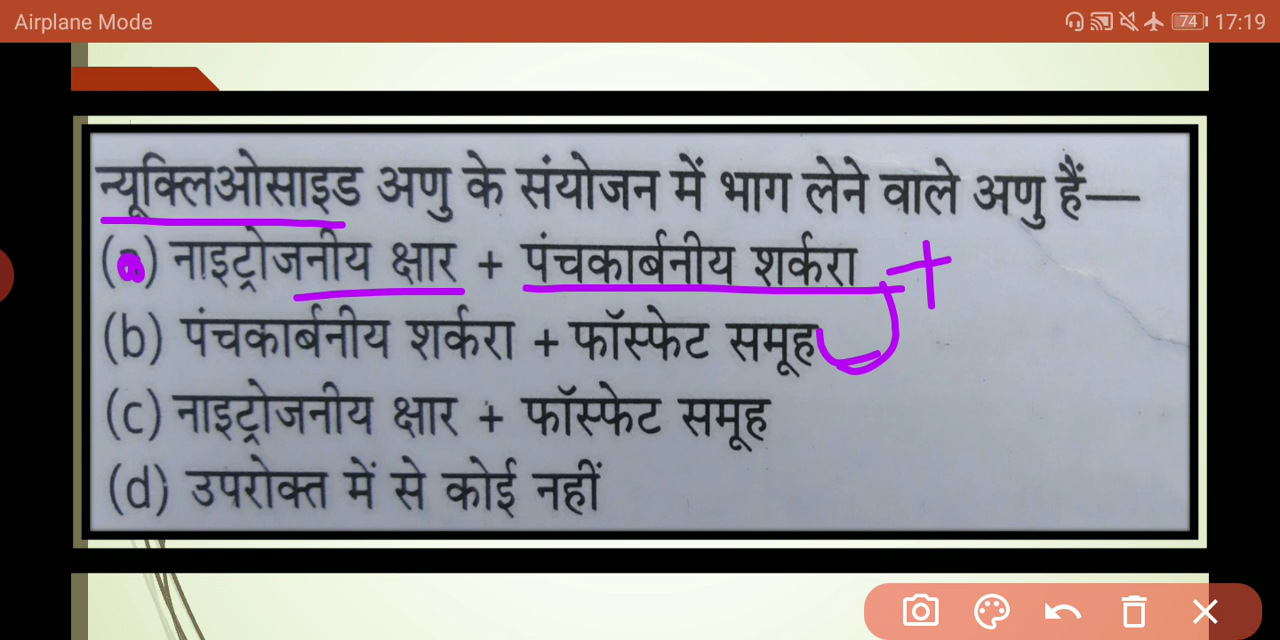 Airplane Mode 74 17:19
न्यूक्लिओसाइड अणु के संयोजन में भाग लेने वाले अणु हैं—
(a) नाइट्रोजनीय क्षार + पंचकार्बनीय शर्करा +
(b) पंचकार्बनीय शर्करा + फॉस्फेट समूह
(c) नाइट्रोजनीय क्षार + फॉस्फेट समूह
(d) उपरोक्त में से कोई नहीं